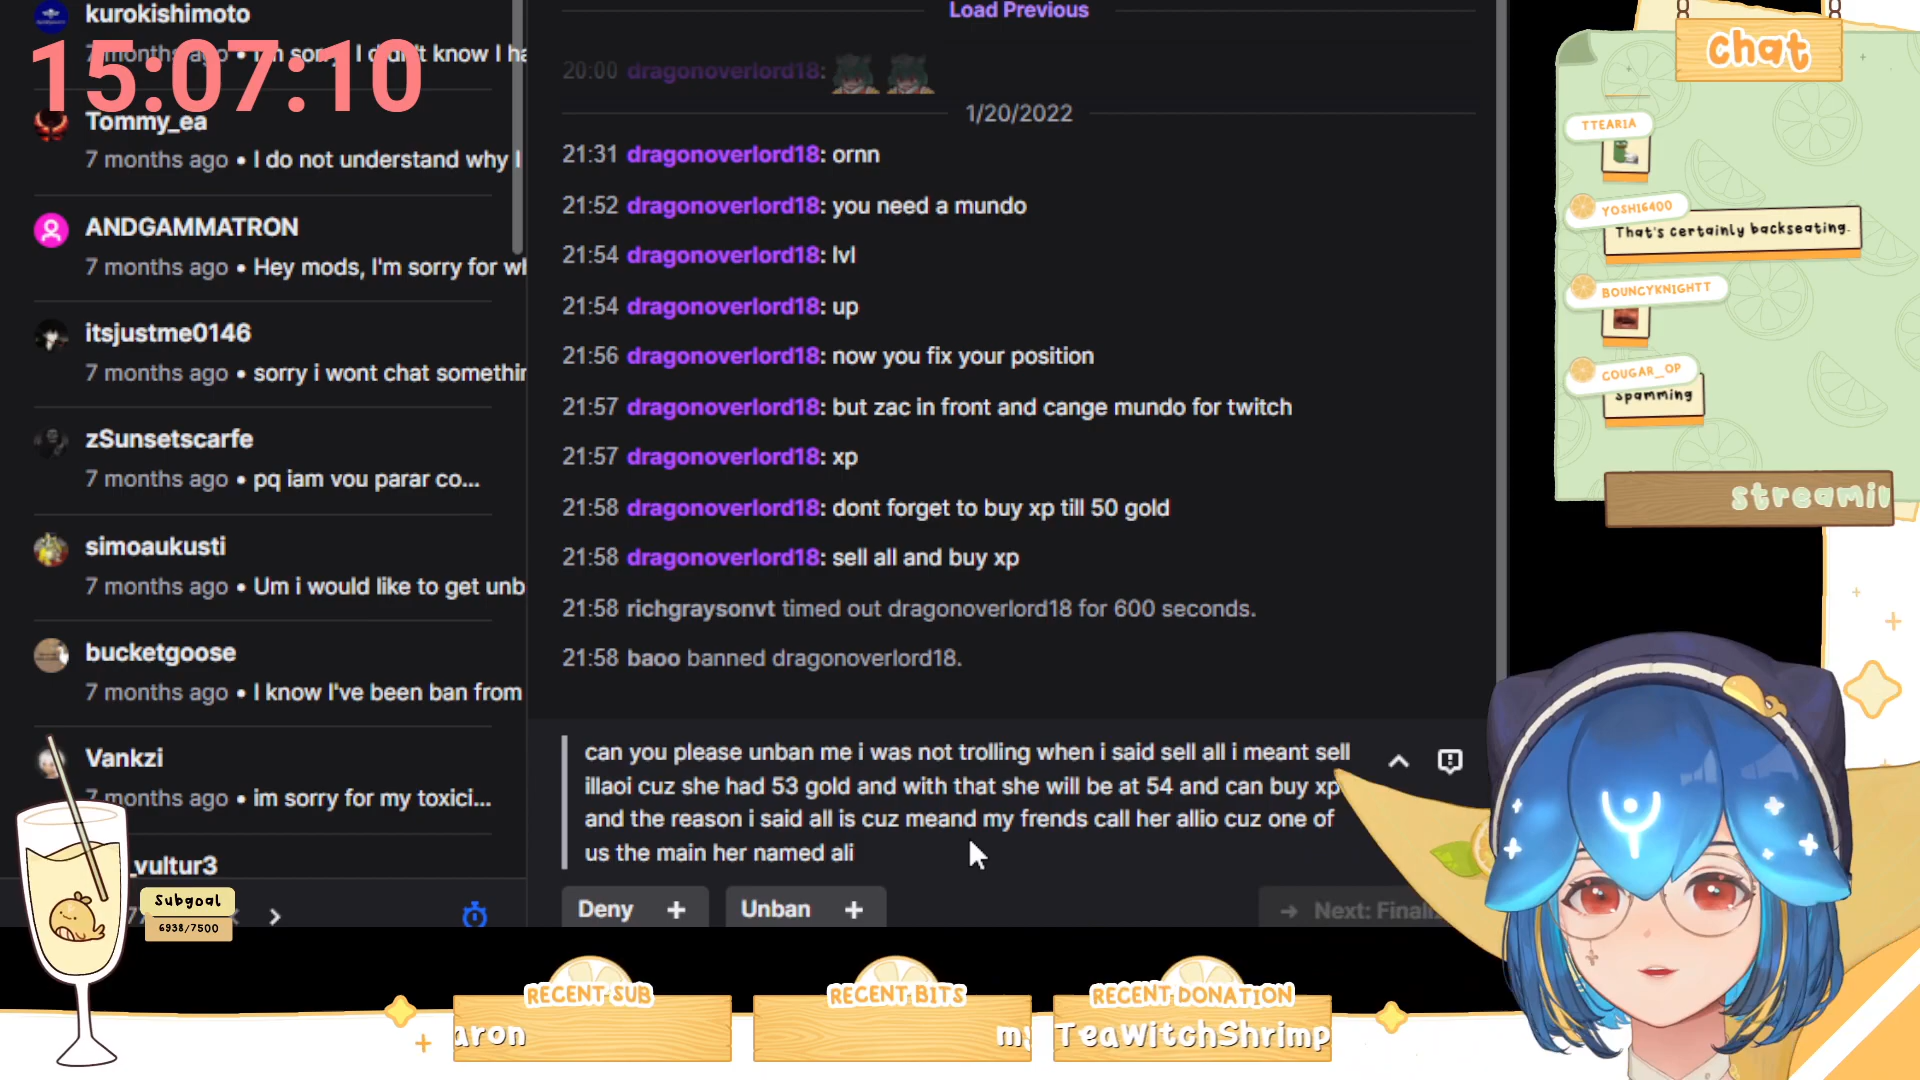 kurokishimoto
15:07:10
Tommy_ea
7 months ago • I do not understand why I
ANDGAMMATRON
7 months ago • Hey mods, I'm sorry for wh
itsjustme0146
7 months ago • sorry i wont chat somethin
zSunsetscarfe
7 months ago • pq iam vou parar co...
simoaukusti
7 months ago • Um i would like to get unb
bucketgoose
7 months ago • I know I've been ban from
Vankzi
7 months ago • im sorry for my toxici...
_vultur3
Subgoal
6938/7500
Load Previous
20:00 dragonoverlord18:
1/20/2022
21:31 dragonoverlord18: ornn
21:52 dragonoverlord18: you need a mundo
21:54 dragonoverlord18: lvl
21:54 dragonoverlord18: up
21:56 dragonoverlord18: now you fix your position
21:57 dragonoverlord18: but zac in front and cange mundo for twitch
21:57 dragonoverlord18: xp
21:58 dragonoverlord18: dont forget to buy xp till 50 gold
21:58 dragonoverlord18: sell all and buy xp
21:58 richgraysonvt timed out dragonoverlord18 for 600 seconds.
21:58 baoo banned dragonoverlord18.
can you please unban me i was not trolling when i said sell all i meant sell
illaoi cuz she had 53 gold and with that she will be at 54 and can buy xp
and the reason i said all is cuz meand my frends call her allio cuz one of
us the main her named ali
Deny +
Unban +
Next: Finali
chat
TTEARIA
YOSHI6400
That's certainly backseating.
BOUNCYKNIGHTT
COUGAR_OP
spamming
streamin
RECENT SUB
aron
RECENT BITS
my
RECENT DONATION
TeaWitchShrimp